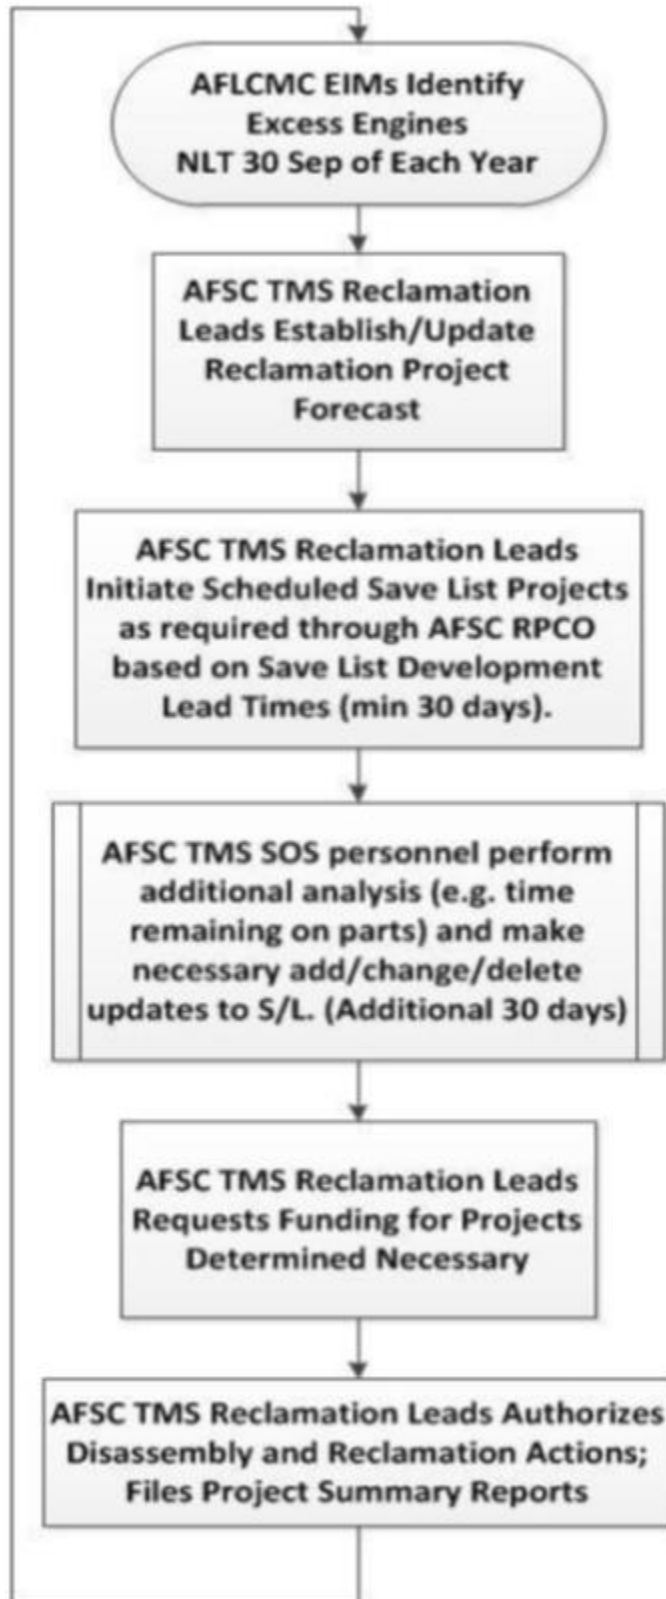 AFLCMC EIMs Identify
Excess Engines
NLT 30 Sep of Each Year
AFSC TMS Reclamation
Leads Establish/Update
Reclamation Project
Forecast
AFSC TMS Reclamation Leads
Initiate Scheduled Save List Projects
as required through AFSC RPCO
based on Save List Development
Lead Times (min 30 days).
AFSC TMS SOS personnel perform
additional analysis (e.g. time
remaining on parts) and make
necessary add/change/delete
updates to S/L. (Additional 30 days)
AFSC TMS Reclamation Leads
Requests Funding for Projects
Determined Necessary
AFSC TMS Reclamation Leads Authorizes
Disassembly and Reclamation Actions;
Files Project Summary Reports